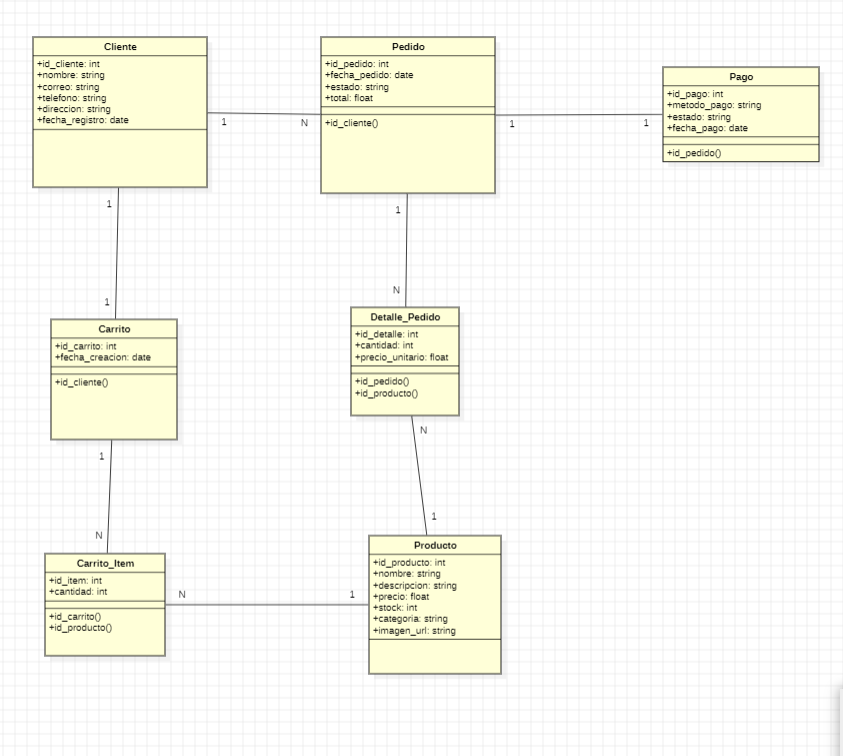 Cliente
+id_cliente: int
+nombre: string
+correo: string
+telefono: string
+direccion: string
+fecha_registro: date
Pedido
+id_pedido: int
+fecha_pedido: date
+estado: string
+total: float
+id_cliente()
Pago
+id_pago: int
+metodo_pago: string
+estado: string
+fecha_pago: date
+id_pedido()
1
N
1
1
1
1
1
N
Carrito
+id_carrito: int
+fecha_creacion: date
+id_cliente()
Detalle_Pedido
+id_detalle: int
+cantidad: int
+precio_unitario: float
+id_pedido()
+id_producto()
1
N
N
1
Carrito_Item
+id_item: int
+cantidad: int
+id_carrito()
+id_producto()
N
1
Producto
+id_producto: int
+nombre: string
+descripcion: string
+precio: float
+stock: int
+categoria: string
+imagen_url: string